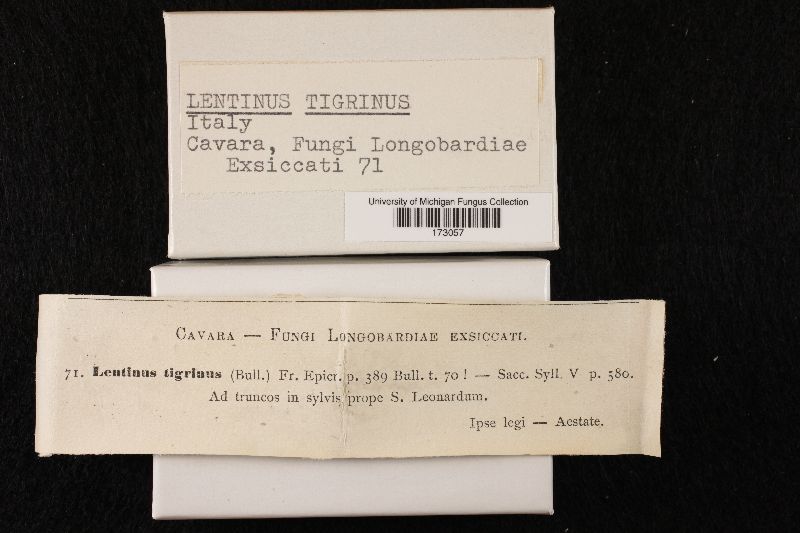 LENTINUS TIGRINUS
Italy
Cavara, Fungi Longobardiae
Exsiccati 71
University of Michigan Fungus Collection
173057
CAVARA — FUNGI LONGOBARDIAE EXSICCATI.
71. Lentinus tigrinus (Bull.) Fr. Epicr. p. 389 Bull. t. 70! — Sacc. Syll. V p. 580.
Ad truncos in sylvis prope S. Leonardum.
Ipse legi — Aestate.